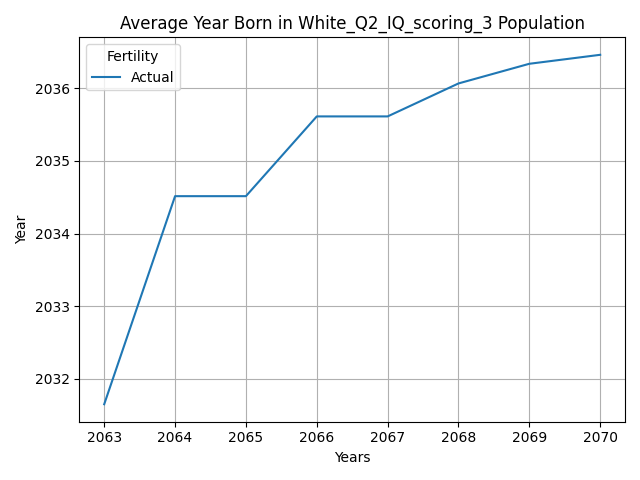 Average Year Born in White_Q2_IQ_scoring_3 Population
Fertility
Actual
2036
2035
2034
2033
2032
Year
2063 2064 2065 2066 2067 2068 2069 2070
Years